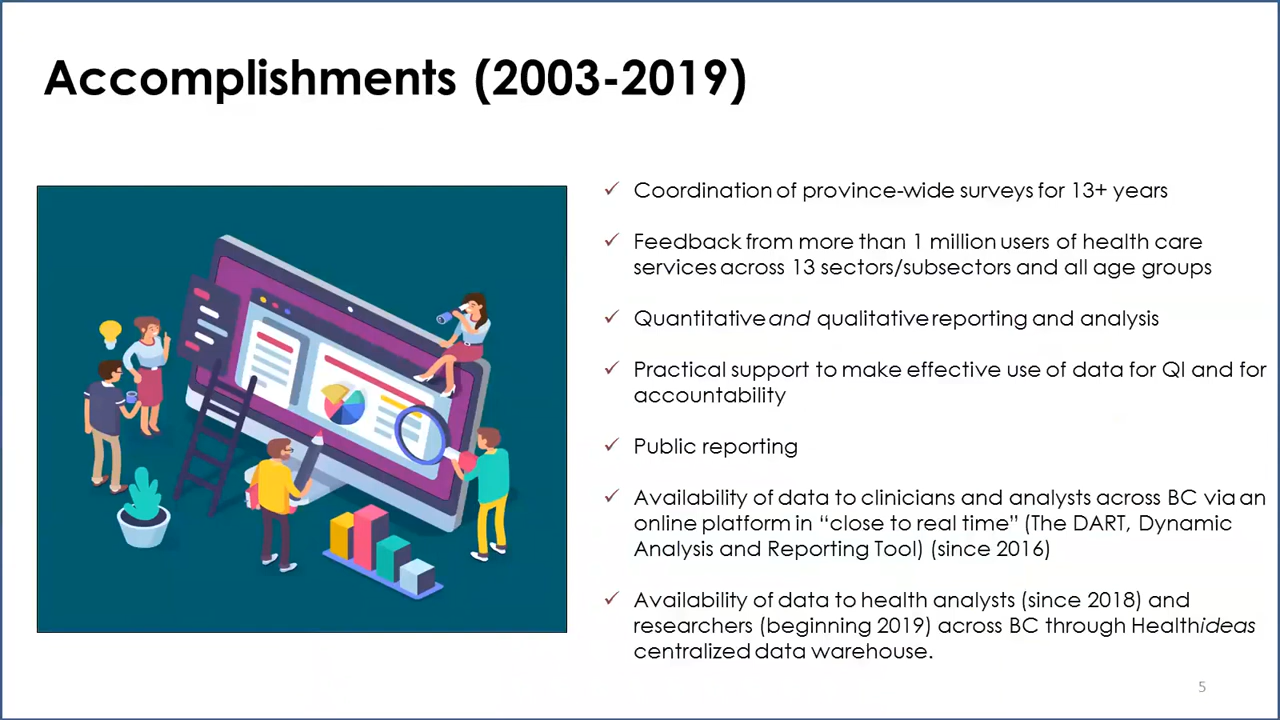 Accomplishments (2003-2019)
✓ Coordination of province-wide surveys for 13+ years
✓ Feedback from more than 1 million users of health care
services across 13 sectors/subsectors and all age groups
✓ Quantitative and qualitative reporting and analysis
✓ Practical support to make effective use of data for QI and for
accountability
✓ Public reporting
✓ Availability of data to clinicians and analysts across BC via an
online platform in “close to real time” (The DART, Dynamic
Analysis and Reporting Tool) (since 2016)
✓ Availability of data to health analysts (since 2018) and
researchers (beginning 2019) across BC through Healthideas
centralized data warehouse.
5